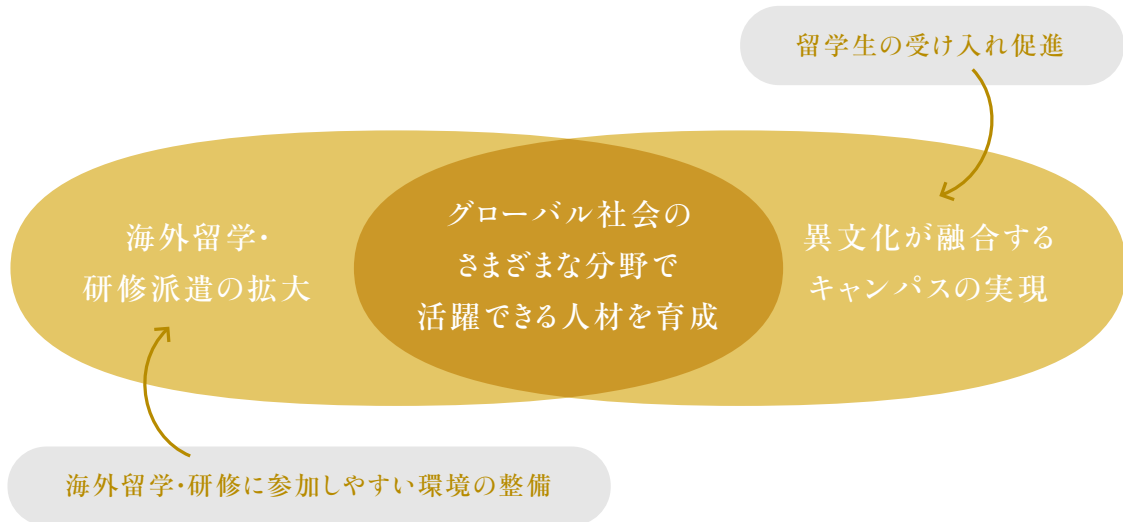 留学生の受け入れ促進
海外留学・
研修派遣の拡大
グローバル社会の
さまざまな分野で
活躍できる人材を育成
異文化が融合する
キャンパスの実現
海外留学・研修に参加しやすい環境の整備